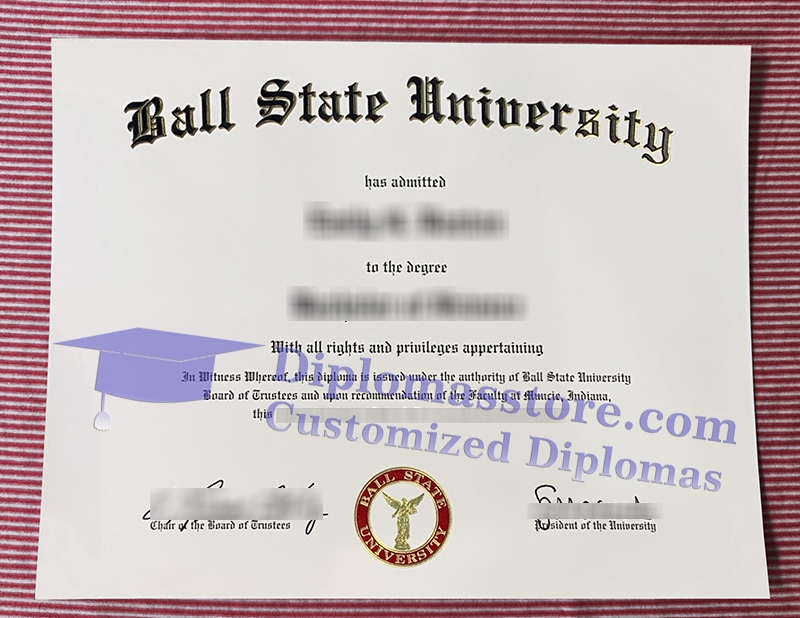 Ball State University
has admitted
to the degree
With all rights and privileges appertaining
In Witness Whereof, this diploma is issued under the authority of Ball State University
Board of Trustees and upon recommendation of the Faculty at Muncie, Indiana,
this
Diplomasstore.com
Customized Diplomas
Chair of the Board of Trustees
BALL STATE
UNIVERSITY
President of the University